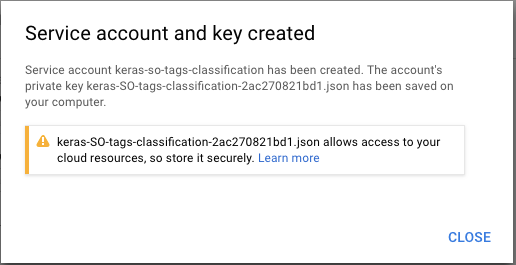 Service account and key created
Service account keras-so-tags-classification has been created. The account's
private key keras-SO-tags-classification-2ac270821bd1.json has been saved on
your computer.
keras-SO-tags-classification-2ac270821bd1.json allows access to your
cloud resources, so store it securely. Learn more
CLOSE